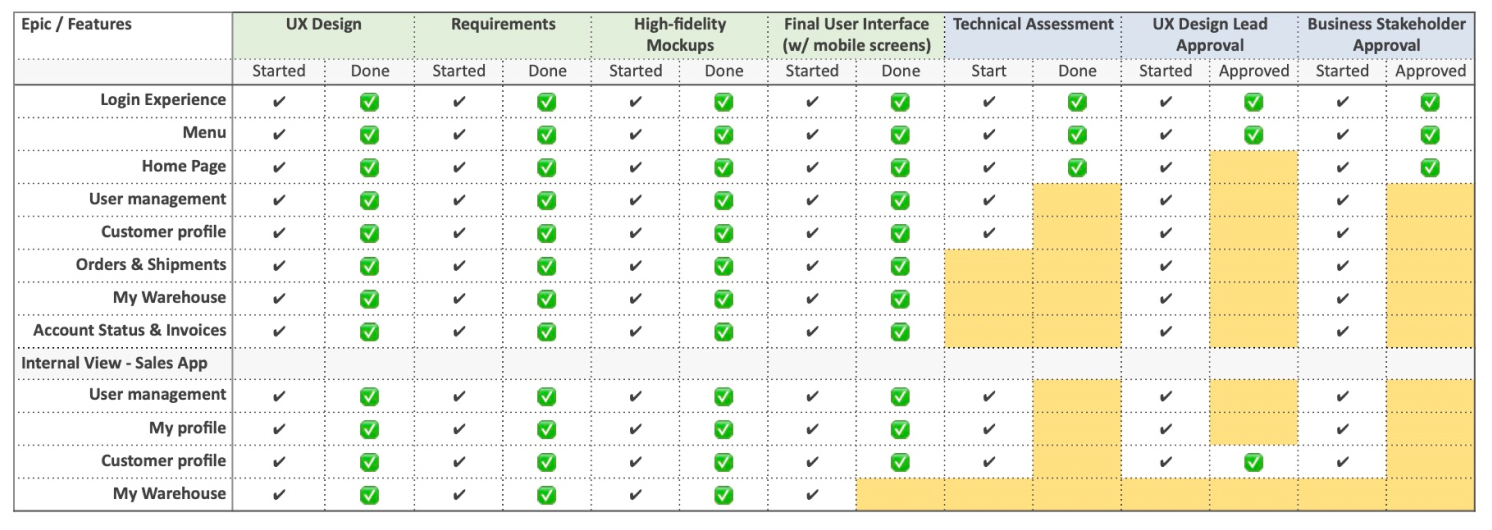 Epic / Features UX Design Requirements High-fidelity Mockups Final User Interface (w/ mobile screens) Technical Assessment UX Design Lead Approval Business Stakeholder Approval
Started Done Started Done Started Done Started Done Start Done Started Approved Started Approved
Login Experience ✔ ✅ ✔ ✅ ✔ ✅ ✔ ✅ ✔ ✅ ✔ ✅ ✔ ✅
Menu ✔ ✅ ✔ ✅ ✔ ✅ ✔ ✅ ✔ ✅ ✔ ✅ ✔ ✅
Home Page ✔ ✅ ✔ ✅ ✔ ✅ ✔ ✅ ✔ ✅ ✔ ✔ ✅
User management ✔ ✅ ✔ ✅ ✔ ✅ ✔ ✅ ✔ ✔ ✔
Customer profile ✔ ✅ ✔ ✅ ✔ ✅ ✔ ✅ ✔ ✔ ✔
Orders & Shipments ✔ ✅ ✔ ✅ ✔ ✅ ✔ ✅ ✔ ✔
My Warehouse ✔ ✅ ✔ ✅ ✔ ✅ ✔ ✅ ✔ ✔
Account Status & Invoices ✔ ✅ ✔ ✅ ✔ ✅ ✔ ✅ ✔ ✔
Internal View - Sales App
User management ✔ ✅ ✔ ✅ ✔ ✅ ✔ ✅ ✔ ✔ ✔
My profile ✔ ✅ ✔ ✅ ✔ ✅ ✔ ✅ ✔ ✔ ✔
Customer profile ✔ ✅ ✔ ✅ ✔ ✅ ✔ ✅ ✔ ✔ ✅ ✔
My Warehouse ✔ ✅ ✔ ✅ ✔ ✅ ✔